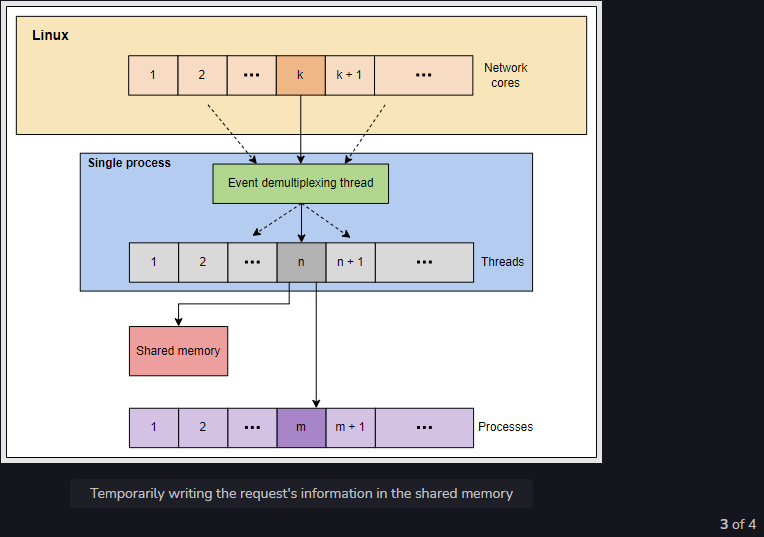 Linux
1 2 ... k k + 1 ...
Network
cores
Single process
Event demultiplexing thread
1 2 ... n n + 1 ...
Threads
Shared memory
1 2 ... m m + 1 ...
Processes
Temporarily writing the request's information in the shared memory
3 of 4